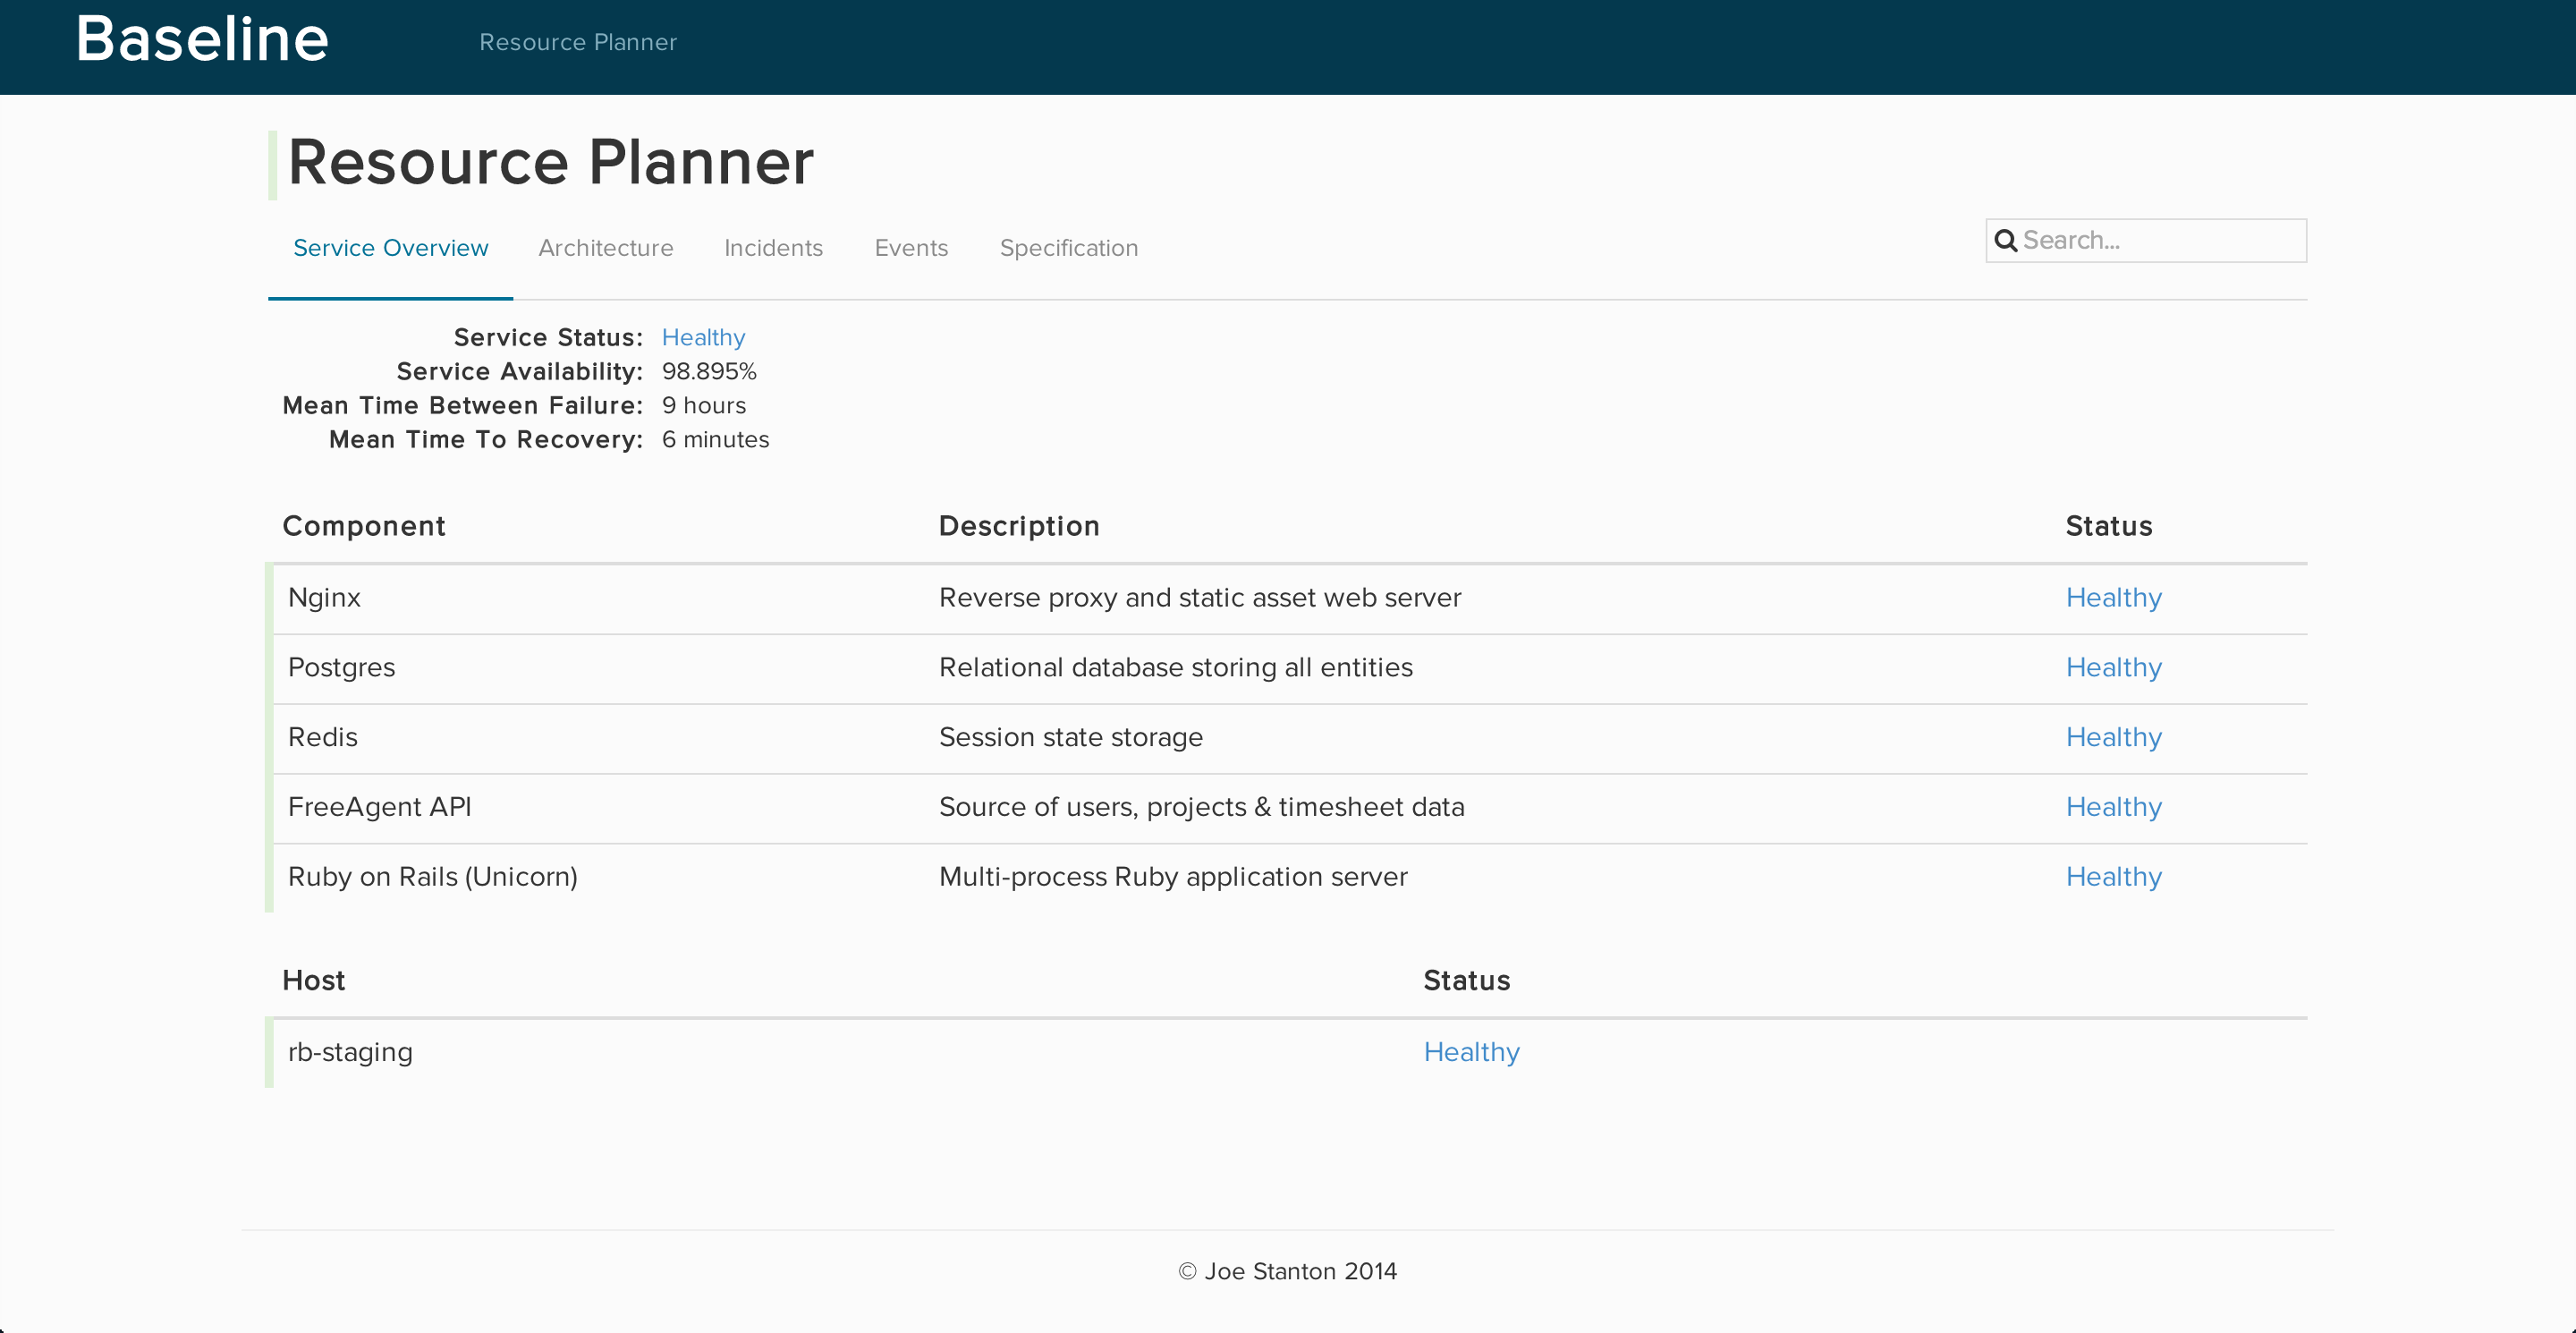 Baseline Resource Planner
Resource Planner
Service Overview Architecture Incidents Events Specification Search...
Service Status: Healthy
Service Availability: 98.895%
Mean Time Between Failure: 9 hours
Mean Time To Recovery: 6 minutes
Component Description Status
Nginx Reverse proxy and static asset web server Healthy
Postgres Relational database storing all entities Healthy
Redis Session state storage Healthy
FreeAgent API Source of users, projects & timesheet data Healthy
Ruby on Rails (Unicorn) Multi-process Ruby application server Healthy
Host Status
rb-staging Healthy
© Joe Stanton 2014